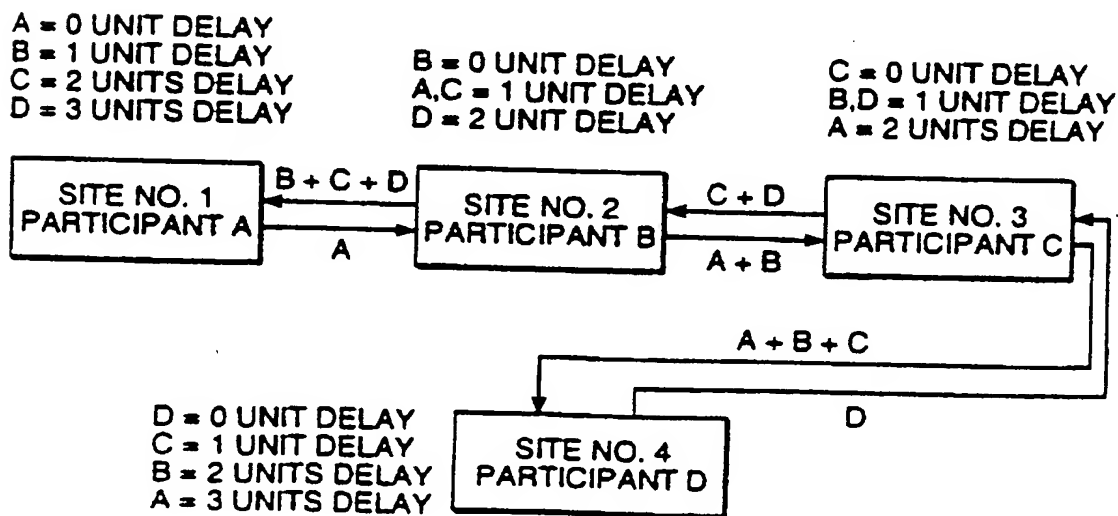 A = 0 UNIT DELAY
B = 1 UNIT DELAY
C = 2 UNITS DELAY
D = 3 UNITS DELAY
B = 0 UNIT DELAY
A,C = 1 UNIT DELAY
D = 2 UNIT DELAY
C = 0 UNIT DELAY
B,D = 1 UNIT DELAY
A = 2 UNITS DELAY
SITE NO. 1
PARTICIPANT A
B + C + D
A
SITE NO. 2
PARTICIPANT B
C + D
A + B
SITE NO. 3
PARTICIPANT C
A + B + C
D
D = 0 UNIT DELAY
C = 1 UNIT DELAY
B = 2 UNITS DELAY
A = 3 UNITS DELAY
SITE NO. 4
PARTICIPANT D